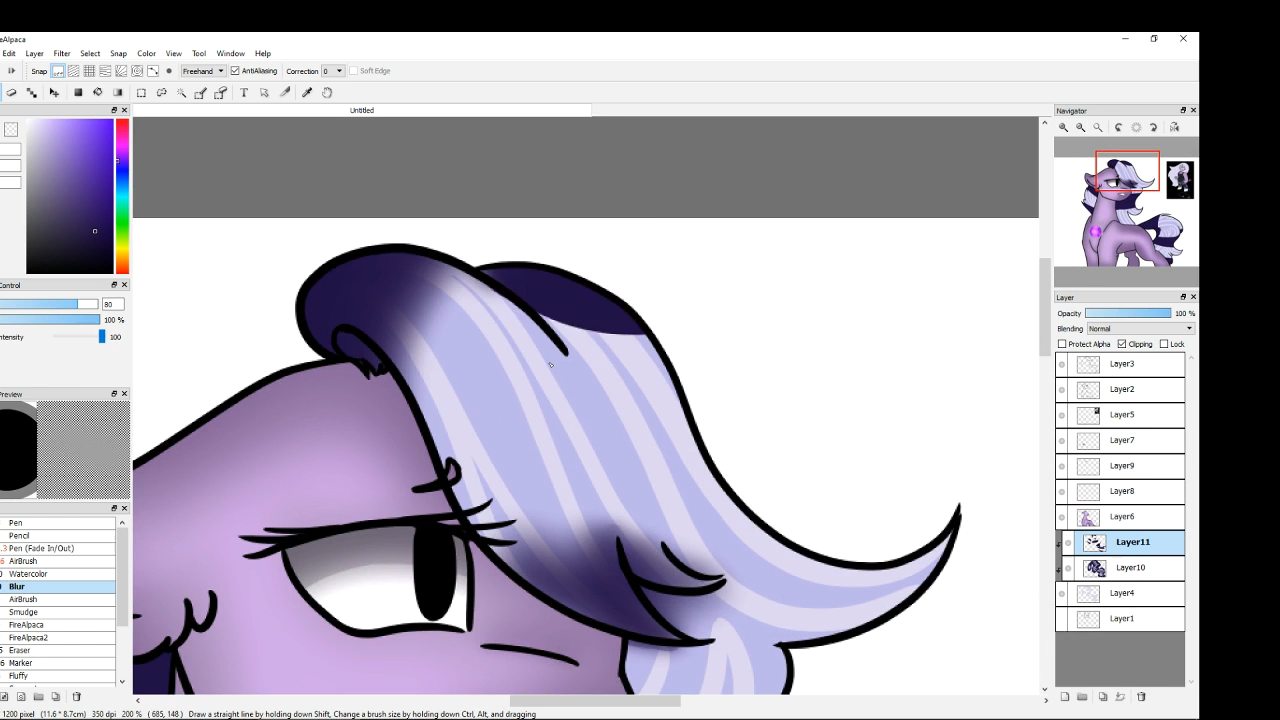 reAlpaca
Edit Layer Filter Select Snap Color View Tool Window Help
Snap Freehand AntiAliasing Correction 0 Soft Edge
Untitled
Navigator
Control
80
100 %
ntensity 100
Preview
Pen
Pencil
Pen (Fade In/Out)
AirBrush
Watercolor
Blur
AirBrush
Smudge
FireAlpaca
FireAlpaca2
Eraser
Marker
Fluffy
Layer
Opacity 100 %
Blending Normal
Protect Alpha Clipping Lock
Layer3
Layer2
Layer5
Layer7
Layer9
Layer8
Layer6
Layer11
Layer10
Layer4
Layer1
1200 pixel (11.6 * 8.7cm) 350 dpi 200 % ( 685, 148 ) Draw a straight line by holding down Shift, Change a brush size by holding down Ctrl, Alt, and dragging